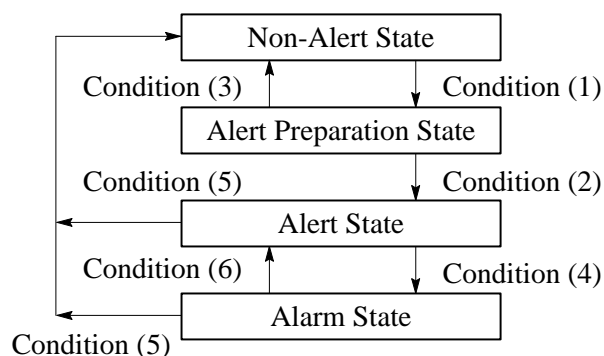 Non-Alert State
Condition (3)
Condition (1)
Alert Preparation State
Condition (5)
Condition (2)
Alert State
Condition (6)
Condition (4)
Alarm State
Condition (5)